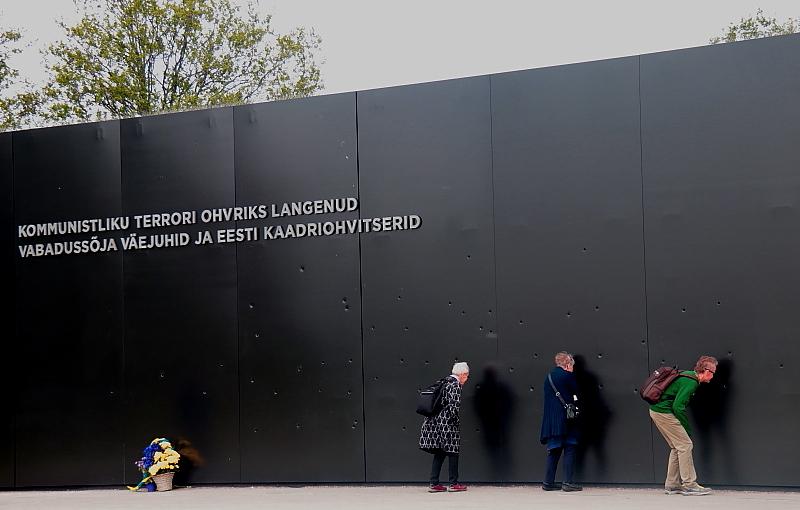 KOMMUNISTLIKU TERRORI OHVRIKS LANGENUD
VABADUSSÕJA VÄEJUHID JA EESTI KAADRIOHVITSERID